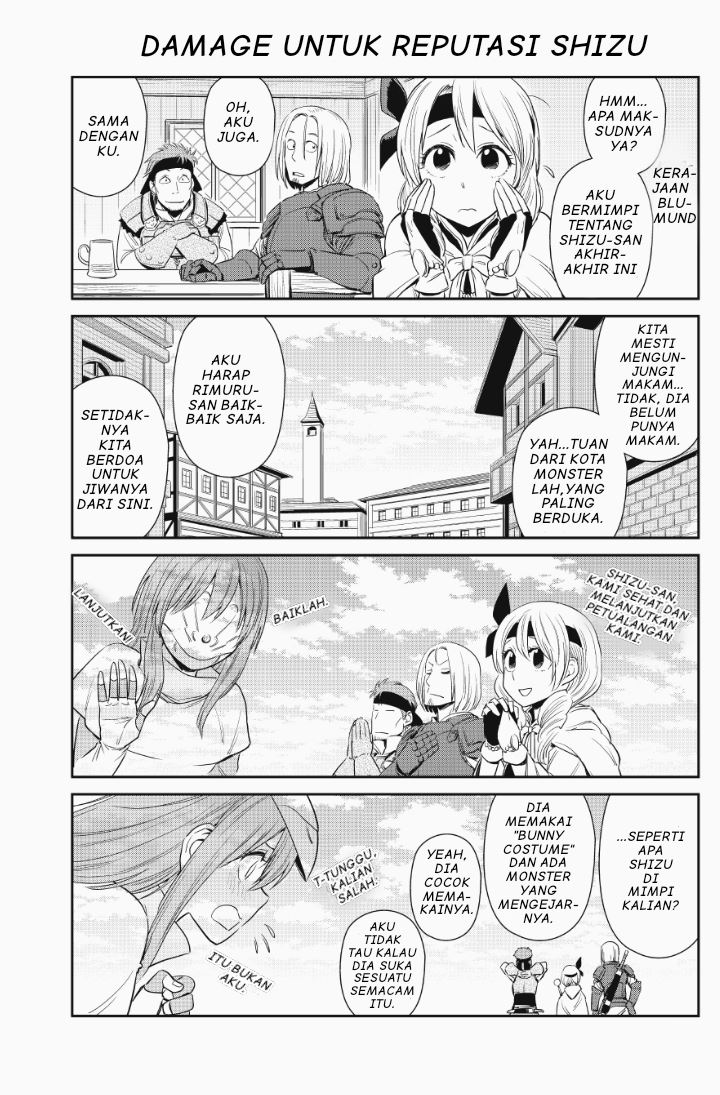 DAMAGE UNTUK REPUTASI SHIZU
HMM...
APA MAK-
SUDNYA
YA?
KERA-
JAAN
BLU-
MUND
AKU
BERMIMPI
TENTANG
SHIZU-SAN
AKHIR-
AKHIR INI
OH,
AKU
JUGA.
SAMA
DENGAN
KU.
KITA
MESTI
MENGUN-
JUNGI
MAKAM...
TIDAK, DIA
BELUM
PUNYA
MAKAM.
YAH...TUAN
DARI KOTA
MONSTER
LAH,YANG
PALING
BERDUKA.
AKU
HARAP
RIMURU-
SAN BAIK-
BAIK SAJA.
SETIDAK-
NYA
KITA
BERDOA
UNTUK
JIWANYA
DARI SINI.
SHIZU-SAN,
KAMI SEHAT DAN
MELANJUTKAN
PETUALANGAN
KAMI.
BAIKLAH.
LANJUTKAN!
...SEPERTI
APA
SHIZU
DI
MIMPI
KALIAN?
DIA
MEMAKAI
"BUNNY
COSTUME"
DAN ADA
MONSTER
YANG
MENGEJAR-
NYA.
YEAH,
DIA
COCOK
MEMA-
KAINYA.
AKU
TIDAK
TAU KALAU
DIA SUKA
SESUATU
SEMACAM
ITU.
T-TUNGGU,
KALIAN
SALAH.
ITU BUKAN
AKU.